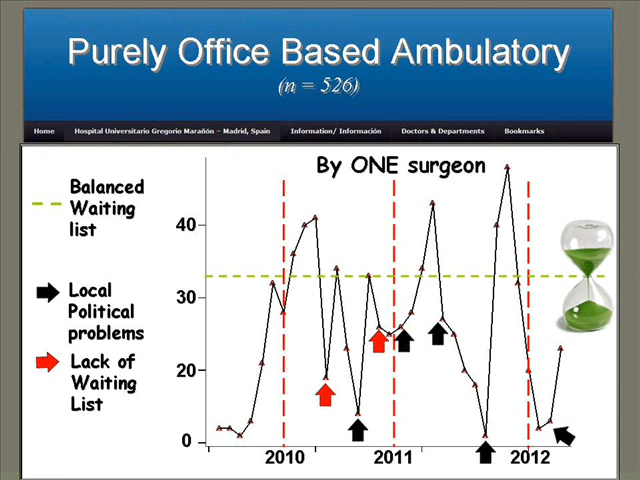 Purely Office Based Ambulatory
(n = 526)
Home
Hospital Universitario Gregorio Marañón – Madrid, Spain
Information/ Información
Doctors & Departments
Bookmarks
By ONE surgeon
Balanced
Waiting
list
Local
Political
problems
Lack of
Waiting
List
40
30
20
0
2010
2011
2012